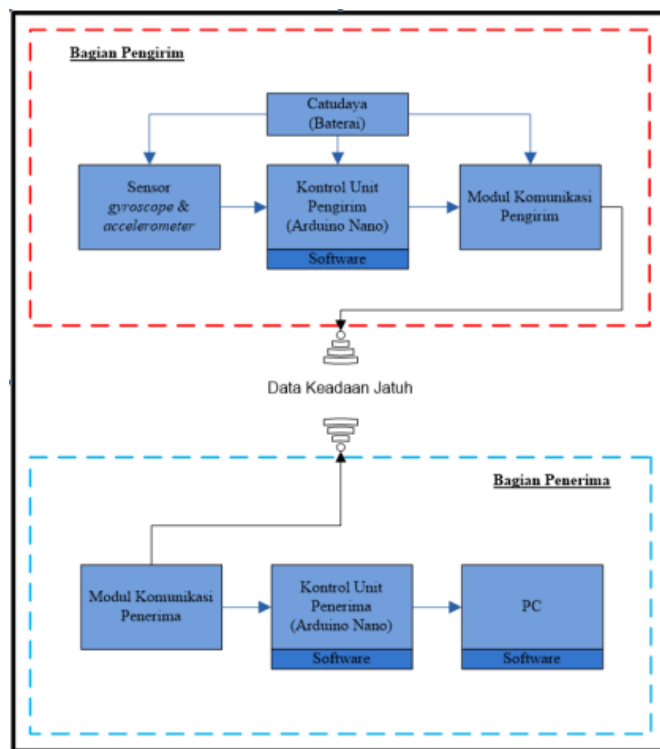 Bagian Pengirim
Catudaya
(Baterai)
Sensor
gyroscope &
accelerometer
Kontrol Unit
Pengirim
(Arduino Nano)
Software
Modul Komunikasi
Pengirim
Data Keadaan Jatuh
Bagian Penerima
Modul Komunikasi
Penerima
Kontrol Unit
Penerima
(Arduino Nano)
Software
PC
Software